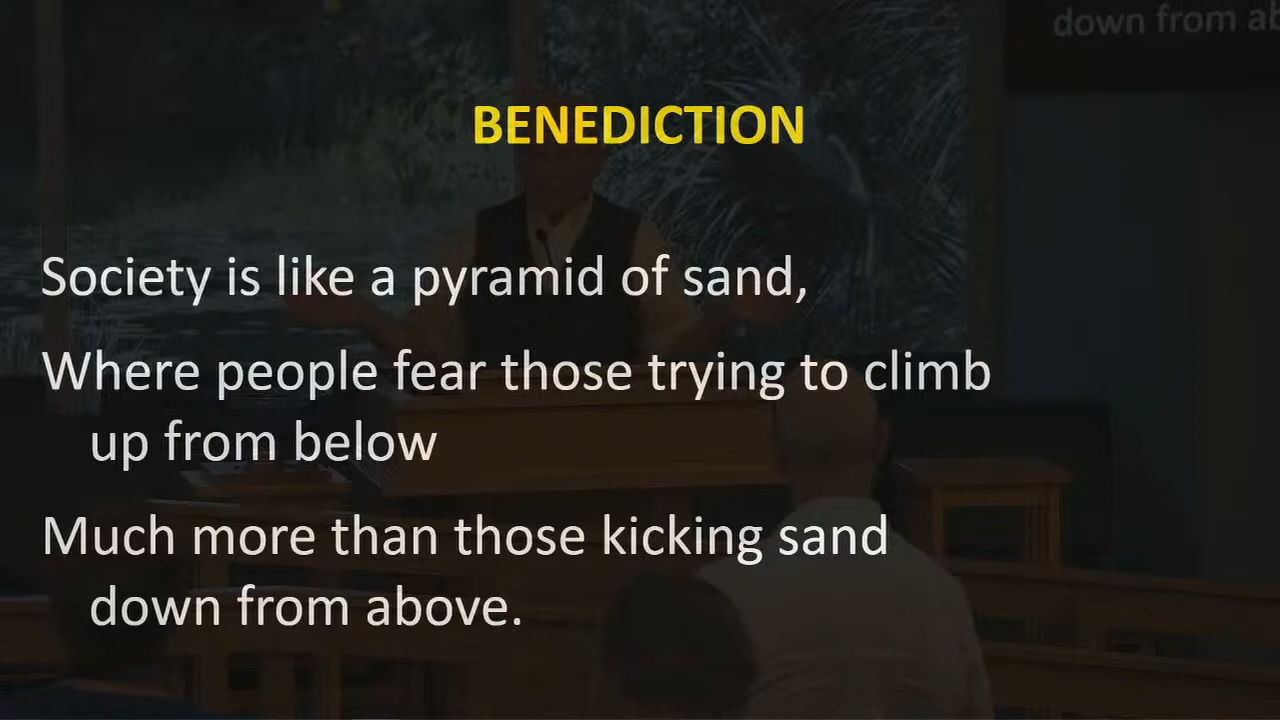 down from ab
BENEDICTION
Society is like a pyramid of sand,
Where people fear those trying to climb
up from below
Much more than those kicking sand
down from above.